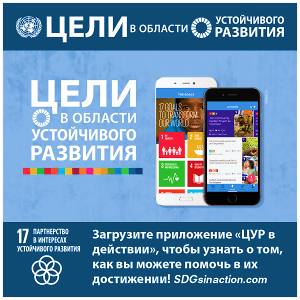 ЦЕЛИ В ОБЛАСТИ УСТОЙЧИВОГО
РАЗВИТИЯ
ЦЕЛИ
В ОБЛАСТИ
УСТОЙЧИВОГО
РАЗВИТИЯ
17 GOALS
TO TRANSFORM
OUR WORLD
17 ПАРТНЕРСТВО
В ИНТЕРЕСАХ
УСТОЙЧИВОГО РАЗВИТИЯ
Загрузите приложение «ЦУР в
действии», чтобы узнать о том,
как вы можете помочь в их
достижении! SDGsinaction.com